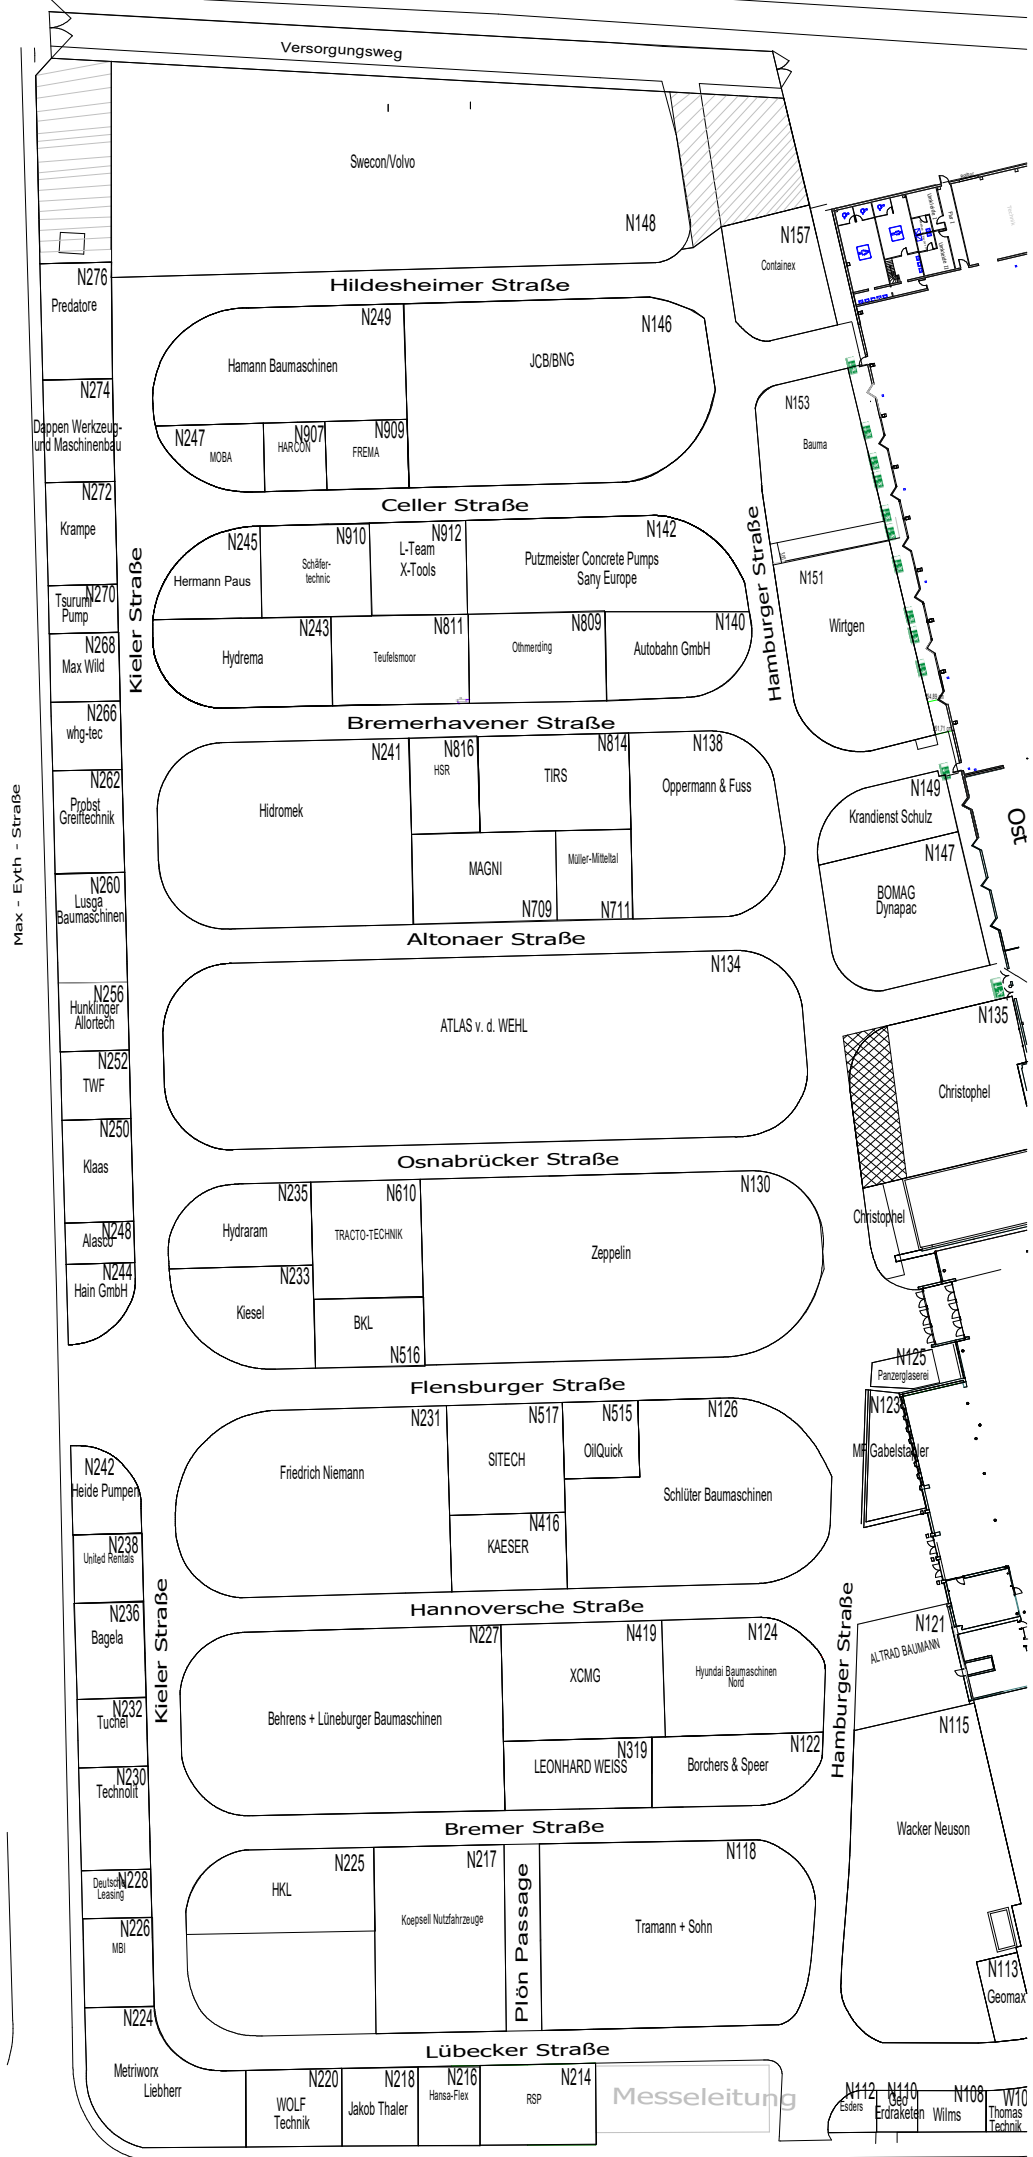 Versorgungsweg
Swecon/Volvo
N148
N157
Containex
N276
Predatore
Hildesheimer Straße
N249
Hamann Baumaschinen
N146
JCB/BNG
N274
Dappen Werkzeug-
und Maschinenbau
N247
MOBA
N907
HARCON
N909
FREMA
N153
Bauma
N272
Krampe
Celler Straße
N245
Hermann Paus
N910
Schäfer-
technic
N912
L-Team
X-Tools
N142
Putzmeister Concrete Pumps
Sany Europe
Hamburger Straße
N151
Wirtgen
Kieler Straße
N270
Tsurumi
Pump
N268
Max Wild
N243
Hydrema
N811
Teufelsmoor
N809
Othmerding
N140
Autobahn GmbH
N266
whg-tec
Bremerhavener Straße
N241
Hidromek
N816
HSR
N814
TIRS
N138
Oppermann & Fuss
N262
Probst
Greiftechnik
N149
Krandienst Schulz
Ost
Max - Eyth - Straße
MAGNI
N709
Müller-Mitteltal
N711
N147
BOMAG
Dynapac
N260
Lusga
Baumaschinen
Altonaer Straße
N134
ATLAS v. d. WEHL
N256
Hunklinger
Allortech
N135
Christophel
N252
TWF
N250
Klaas
Osnabrücker Straße
N235
Hydraram
N610
TRACTO-TECHNIK
N130
Zeppelin
Christophel
N248
Alasco
N244
Hain GmbH
N233
Kiesel
BKL
N516
N125
Panzerglaserei
Flensburger Straße
N123
MF Gabelstapler
N231
Friedrich Niemann
N517
SITECH
N515
OilQuick
N126
Schlüter Baumaschinen
N242
Heide Pumpen
N416
KAESER
N238
United Rentals
Hannoversche Straße
Kieler Straße
N236
Bagela
N227
Behrens + Lüneburger Baumaschinen
N419
XCMG
N124
Hyundai Baumaschinen
Nord
Hamburger Straße
N121
ALTRAD BAUMANN
N232
Tuchel
N115
Wacker Neuson
N319
LEONHARD WEISS
N122
Borchers & Speer
N230
Technolit
Bremer Straße
N225
HKL
N217
Koepsell Nutzfahrzeuge
Plön Passage
N118
Tramann + Sohn
N228
Deutsche
Leasing
N226
MBI
N113
Geomax
N224
Metriworx
Liebherr
Lübecker Straße
N220
WOLF
Technik
N218
Jakob Thaler
N216
Hansa-Flex
N214
RSP
Messeleitung
N112
Esders
N110
Geo
Erdraketen
N108
Wilms
W10
Thomas
Technik